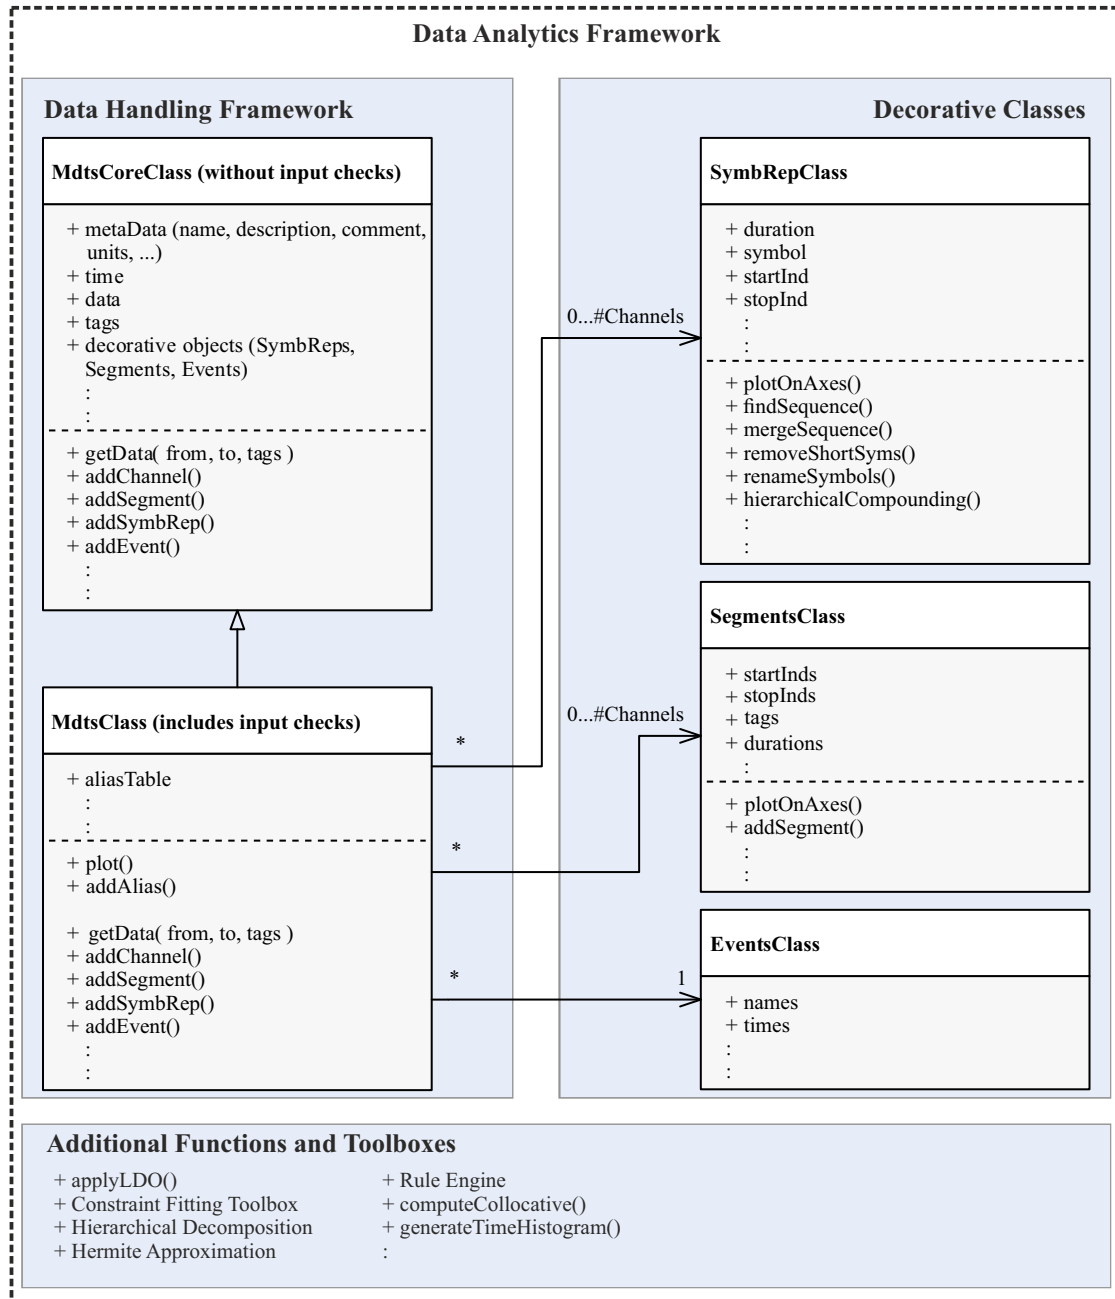 Data Analytics Framework
Data Handling Framework
MdtsCoreClass (without input checks)
+ metaData (name, description, comment,
units, ...)
+ time
+ data
+ tags
+ decorative objects (SymbReps,
Segments, Events)
:
:
+ getData( from, to, tags )
+ addChannel()
+ addSegment()
+ addSymbRep()
+ addEvent()
:
:
MdtsClass (includes input checks)
+ aliasTable
:
:
+ plot()
+ addAlias()
+ getData( from, to, tags )
+ addChannel()
+ addSegment()
+ addSymbRep()
+ addEvent()
:
:
*
0...#Channels
*
0...#Channels
*
1
Decorative Classes
SymbRepClass
+ duration
+ symbol
+ startInd
+ stopInd
:
:
+ plotOnAxes()
+ findSequence()
+ mergeSequence()
+ removeShortSyms()
+ renameSymbols()
+ hierarchicalCompounding()
:
:
SegmentsClass
+ startInds
+ stopInds
+ tags
+ durations
:
+ plotOnAxes()
+ addSegment()
:
:
EventsClass
+ names
+ times
:
:
Additional Functions and Toolboxes
+ applyLDO()
+ Constraint Fitting Toolbox
+ Hierarchical Decomposition
+ Hermite Approximation
+ Rule Engine
+ computeCollocative()
+ generateTimeHistogram()
: